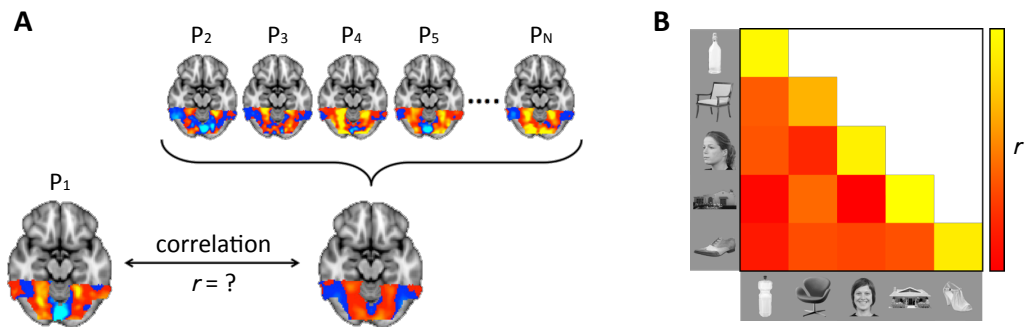 A
P2 P3 P4 P5 .... PN
P1
correlation
r = ?
B
r